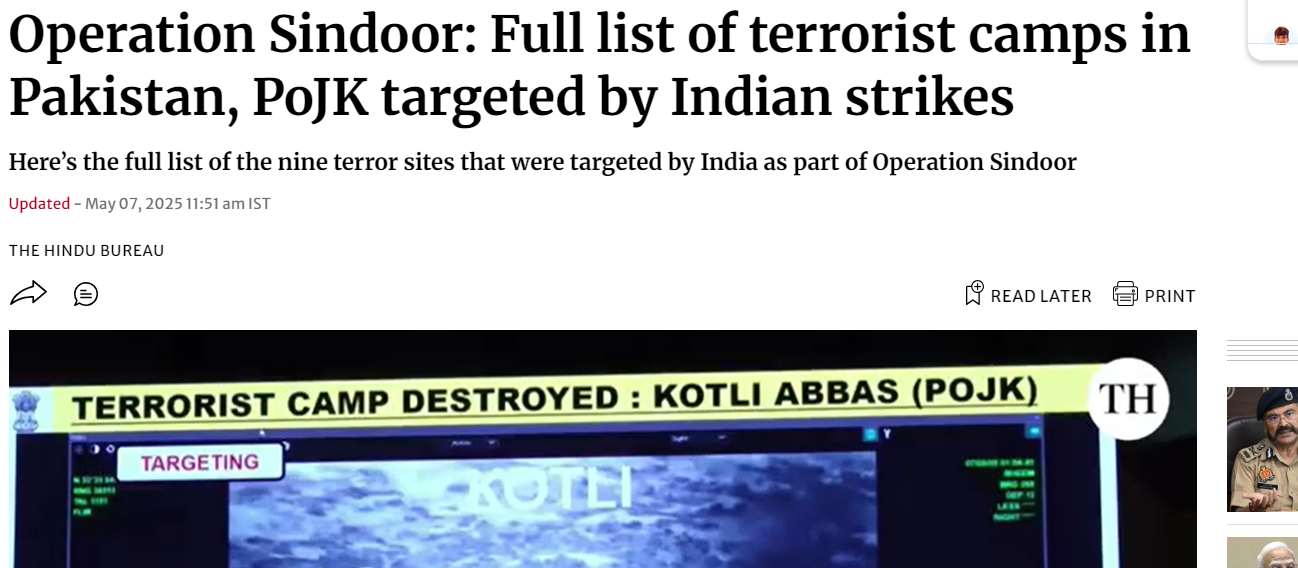 Operation Sindoor: Full list of terrorist camps in
Pakistan, PoJK targeted by Indian strikes
Here’s the full list of the nine terror sites that were targeted by India as part of Operation Sindoor
Updated - May 07, 2025 11:51 am IST
THE HINDU BUREAU
READ LATER PRINT
TERRORIST CAMP DESTROYED : KOTLI ABBAS (POJK)
TH
TARGETING
KOTLI